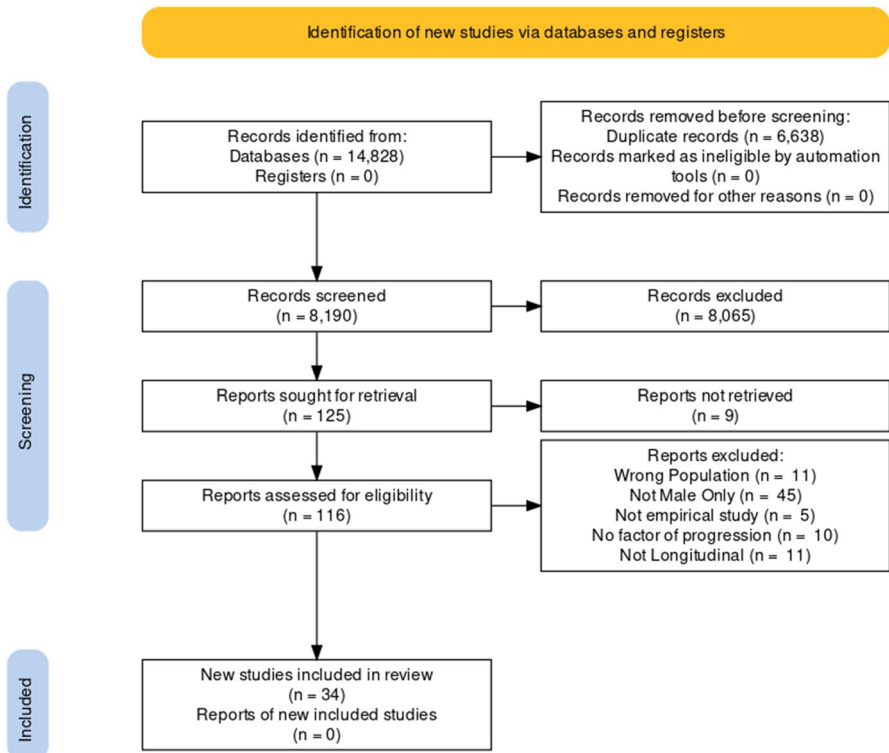 Identification of new studies via databases and registers
Identification
Records identified from:
Databases (n = 14,828)
Registers (n = 0)
Records removed before screening:
Duplicate records (n = 6,638)
Records marked as ineligible by automation
tools (n = 0)
Records removed for other reasons (n = 0)
Screening
Records screened
(n = 8,190)
Records excluded
(n = 8,065)
Reports sought for retrieval
(n = 125)
Reports not retrieved
(n = 9)
Reports assessed for eligibility
(n = 116)
Reports excluded:
Wrong Population (n = 11)
Not Male Only (n = 45)
Not empirical study (n = 5)
No factor of progression (n = 10)
Not Longitudinal (n = 11)
Included
New studies included in review
(n = 34)
Reports of new included studies
(n = 0)